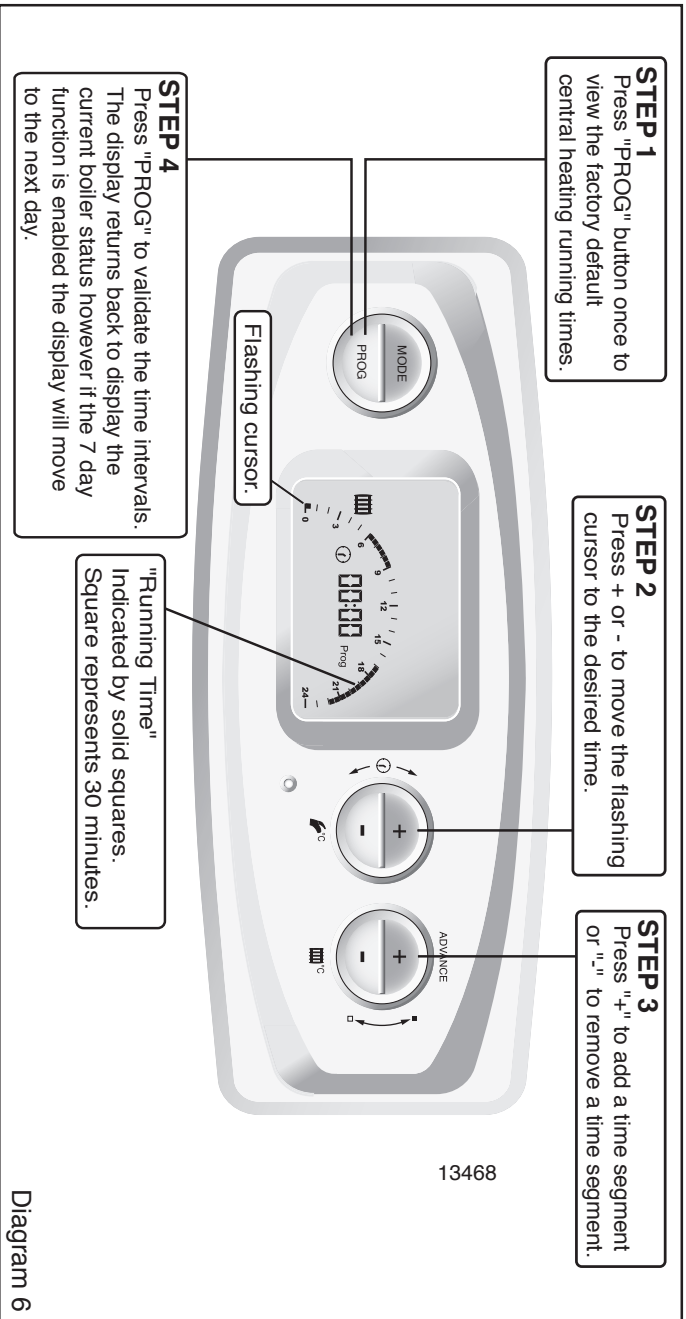 STEP 1
Press "PROG" button once to
view the factory default
central heating running times.
STEP 2
Press + or - to move the flashing
cursor to the desired time.
STEP 3
Press "+" to add a time segment
or "-" to remove a time segment.
MODE
PROG
Flashing cursor.
0
3
6
9
12
15
18
21
24
00:00
Prog
+
-
°C
ADVANCE
+
-
°C
13468
STEP 4
Press "PROG" to validate the time intervals.
The display returns back to display the
current boiler status however if the 7 day
function is enabled the display will move
to the next day.
"Running Time"
Indicated by solid squares.
Square represents 30 minutes.
Diagram 6